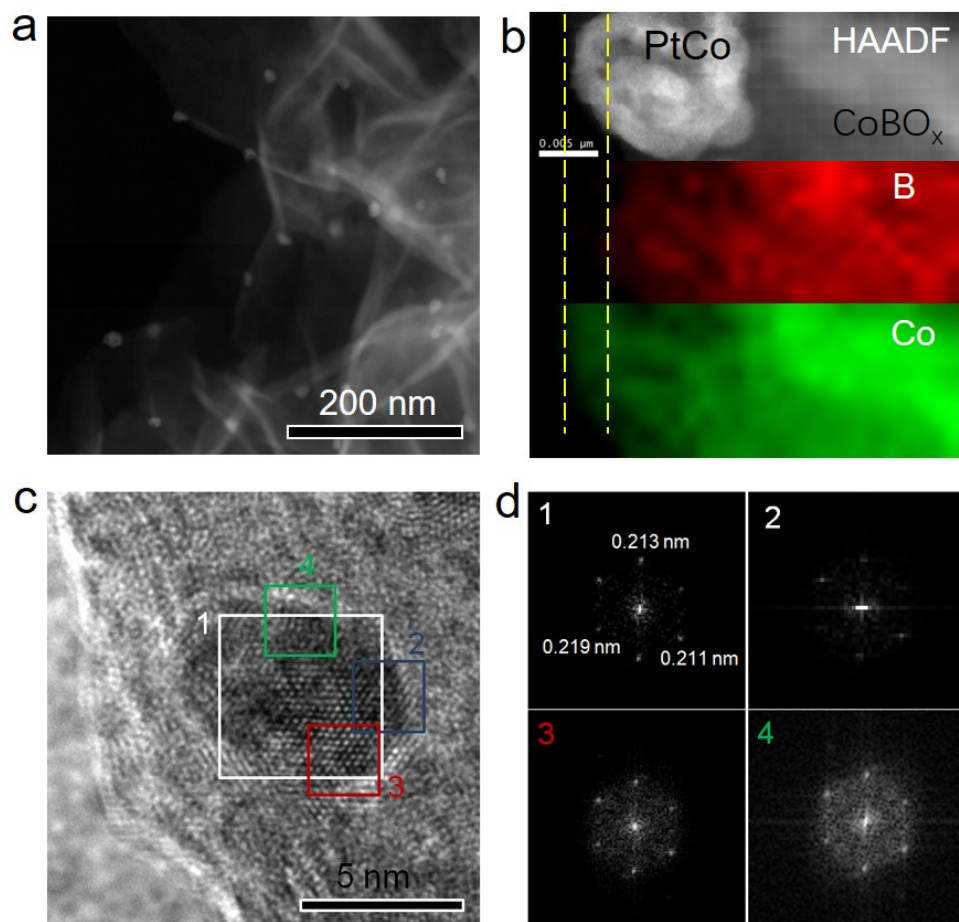 a
200 nm
b
PtCo
HAADF
CoBOₓ
0.005 μm
B
Co
c
1
4
2
3
5 nm
d
1
0.213 nm
0.219 nm
0.211 nm
2
3
4